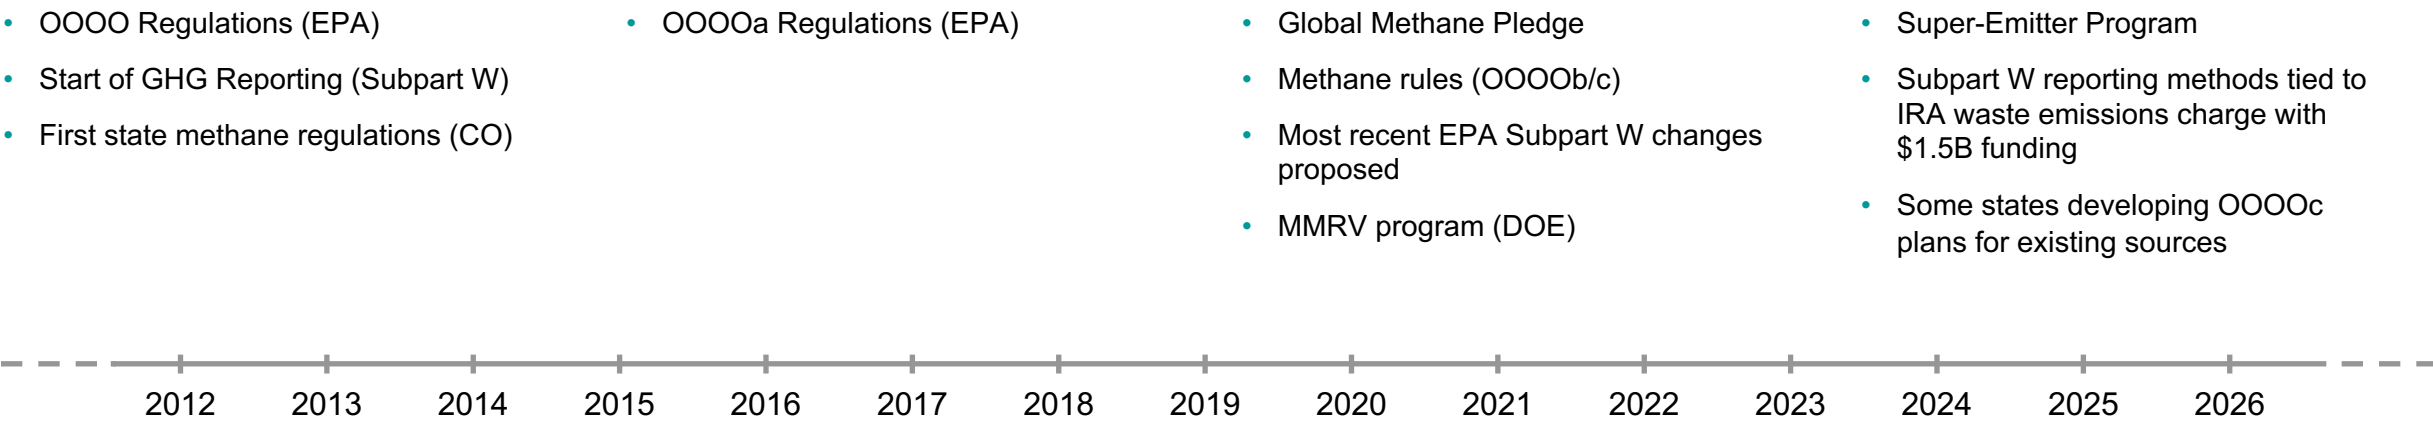 • OOOO Regulations (EPA)
• Start of GHG Reporting (Subpart W)
• First state methane regulations (CO)
• OOOOa Regulations (EPA)
• Global Methane Pledge
• Methane rules (OOOOb/c)
• Most recent EPA Subpart W changes
proposed
• MMRV program (DOE)
• Super-Emitter Program
• Subpart W reporting methods tied to
IRA waste emissions charge with
$1.5B funding
• Some states developing OOOOc
plans for existing sources
2012 2013 2014 2015 2016 2017 2018 2019 2020 2021 2022 2023 2024 2025 2026